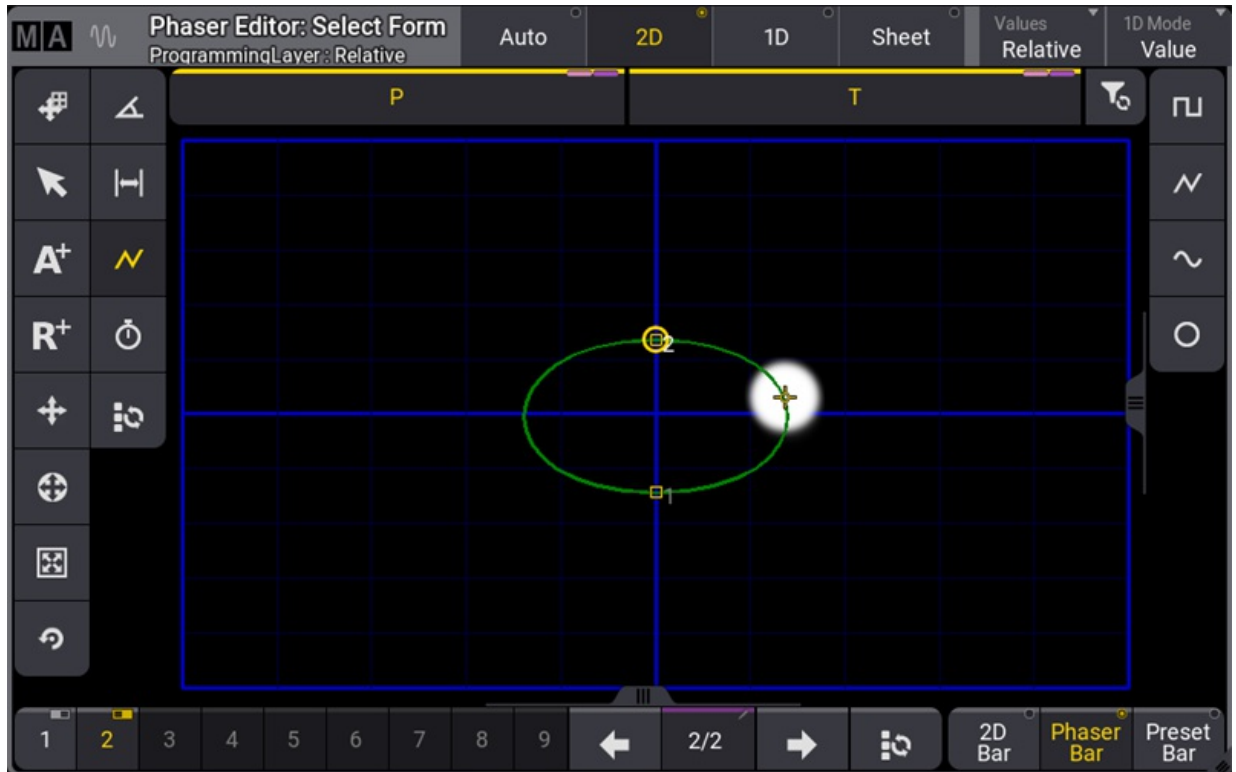 MA
Phaser Editor: Select Form
ProgrammingLayer : Relative
Auto
2D
1D
Sheet
Values
Relative
1D Mode
Value
P
T
A+
R+
2
1
1
2
3
4
5
6
7
8
9
2/2
2D
Bar
Phaser
Bar
Preset
Bar